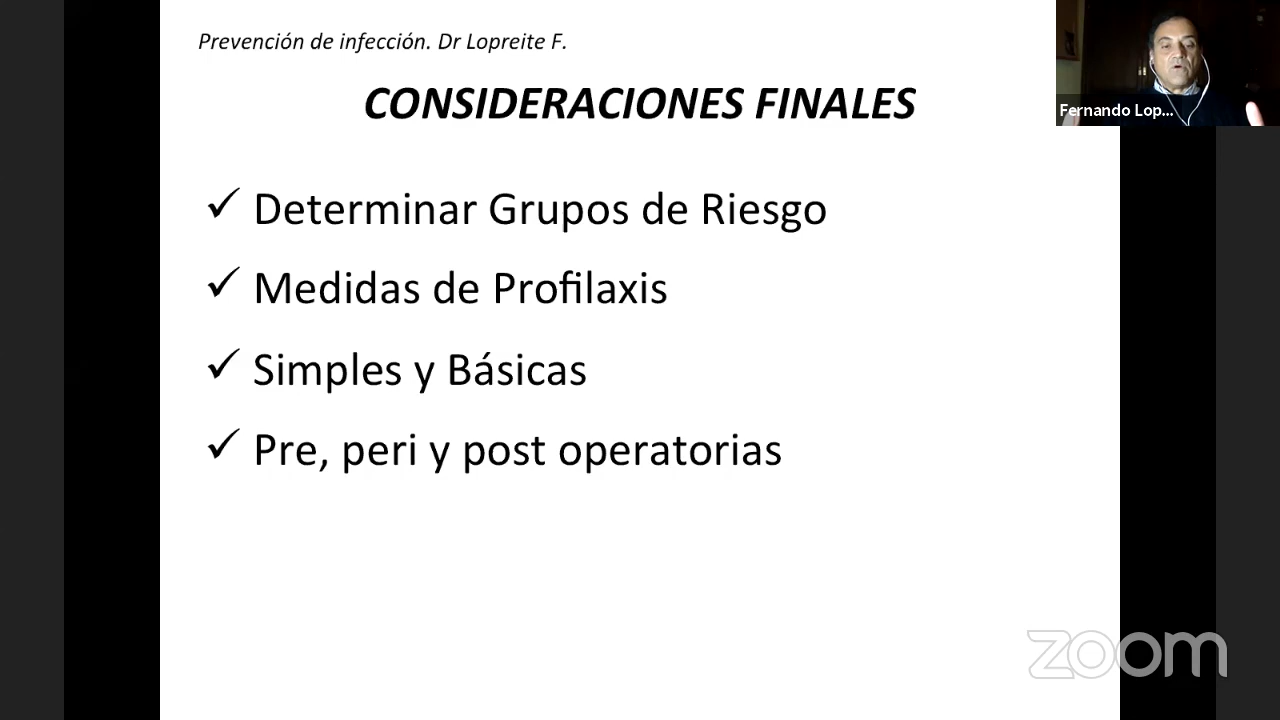 Prevención de infección. Dr Lopreite F.
CONSIDERACIONES FINALES
Fernando Lop...
✓ Determinar Grupos de Riesgo
✓ Medidas de Profilaxis
✓ Simples y Básicas
✓ Pre, peri y post operatorias
zoom